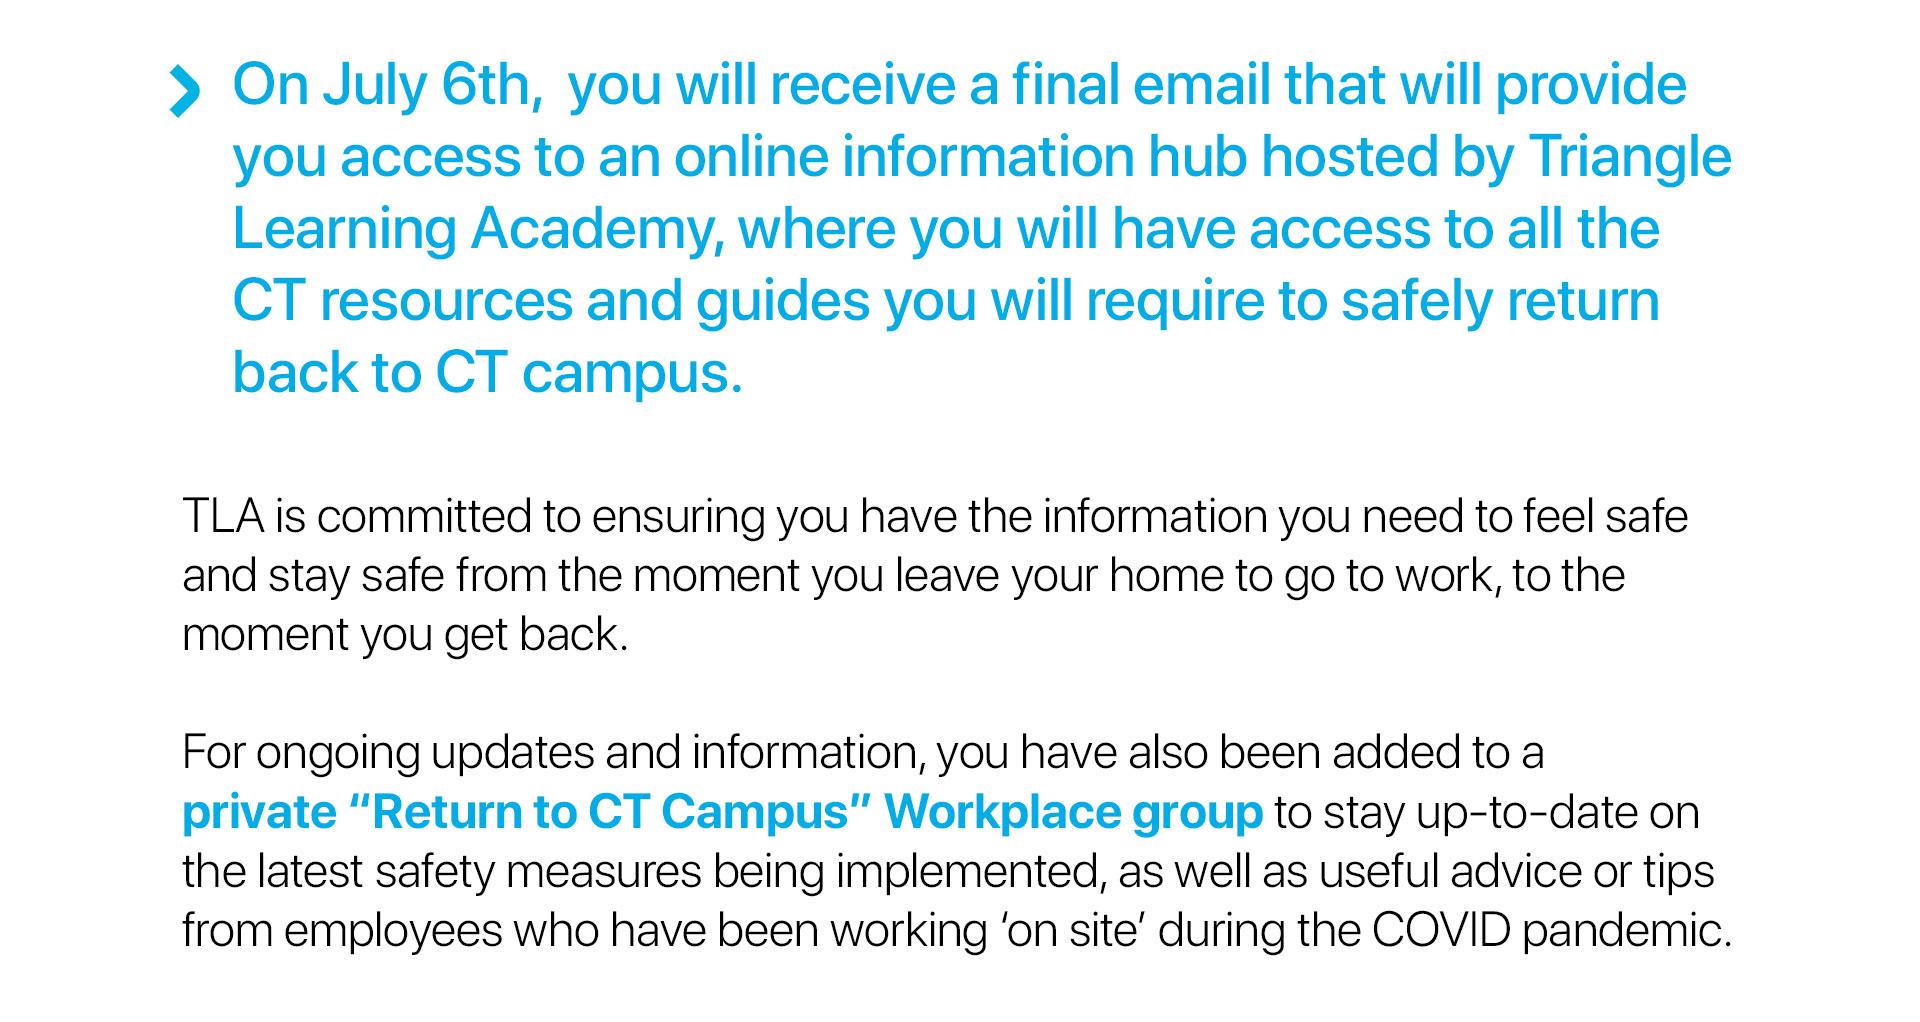 On July 6th,  you will receive a final email that will provide
you access to an online information hub hosted by Triangle
Learning Academy, where you will have access to all the
CT resources and guides you will require to safely return
back to CT campus.
TLA is committed to ensuring you have the information you need to feel safe
and stay safe from the moment you leave your home to go to work, to the
moment you get back.
For ongoing updates and information, you have also been added to a
private “Return to CT Campus” Workplace group to stay up-to-date on
the latest safety measures being implemented, as well as useful advice or tips
from employees who have been working ‘on site’ during the COVID pandemic.